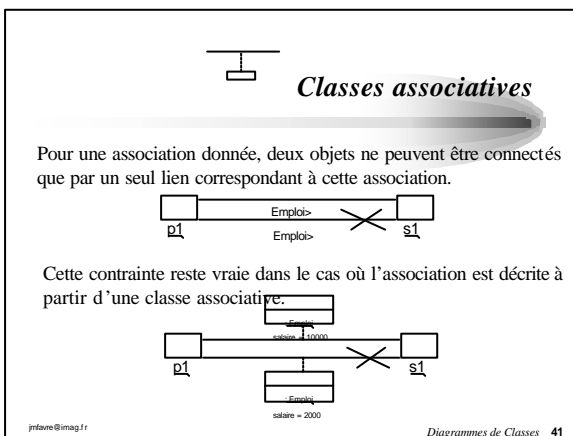 Classes associatives
Pour une association donnée, deux objets ne peuvent être connectés
que par un seul lien correspondant à cette association.
Emploi>
p1
Emploi>
s1
Cette contrainte reste vraie dans le cas où l'association est décrite à
partir d'une classe associative.
: Emploi
salaire = 10000
p1
s1
: Emploi
salaire = 2000
jmfavre@imag.fr
Diagrammes de Classes 41